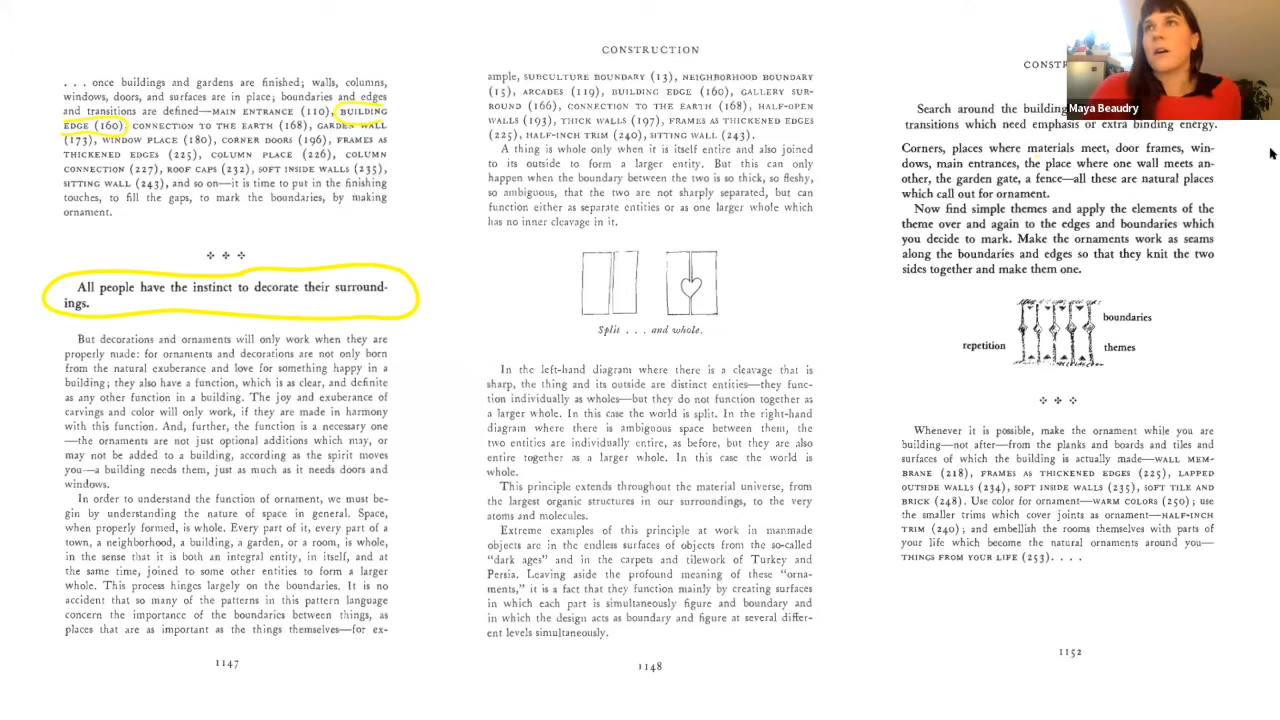 . . . once buildings and gardens are finished; walls, columns,
windows, doors, and surfaces are in place; boundaries and edges
and transitions are defined—MAIN ENTRANCE (110), BUILDING
EDGE (160), CONNECTION TO THE EARTH (168), GARDEN WALL
(173), WINDOW PLACE (180), CORNER DOORS (196), FRAMES AS
THICKENED EDGES (225), COLUMN PLACE (226), COLUMN
CONNECTION (227), ROOF CAPS (232), SOFT INSIDE WALLS (235),
SITTING WALL (243), and so on—it is time to put in the finishing
touches, to fill the gaps, to mark the boundaries, by making
ornament.
All people have the instinct to decorate their surround-
ings.
But decorations and ornaments will only work when they are
properly made: for ornaments and decorations are not only born
from the natural exuberance and love for something happy in a
building; they also have a function, which is as clear, and definite
as any other function in a building. The joy and exuberance of
carvings and color will only work, if they are made in harmony
with this function. And, further, the function is a necessary one
—the ornaments are not just optional additions which may, or
may not be added to a building, according as the spirit moves
you—a building needs them, just as much as it needs doors and
windows.
In order to understand the function of ornament, we must be-
gin by understanding the nature of space in general. Space,
when properly formed, is whole. Every part of it, every part of a
town, a neighborhood, a building, a garden, or a room, is whole,
in the sense that it is both an integral entity, in itself, and at
the same time, joined to some other entities to form a larger
whole. This process hinges largely on the boundaries. It is no
accident that so many of the patterns in this pattern language
concern the importance of the boundaries between things, as
places that are as important as the things themselves—for ex-
1147
CONSTRUCTION
ample, SUBCULTURE BOUNDARY (13), NEIGHBORHOOD BOUNDARY
(15), ARCADES (119), BUILDING EDGE (160), GALLERY SUR-
ROUND (166), CONNECTION TO THE EARTH (168), HALF-OPEN
WALLS (193), THICK WALLS (197), FRAMES AS THICKENED EDGES
(225), HALF-INCH TRIM (240), SITTING WALL (243).
A thing is whole only when it is itself entire and also joined
to its outside to form a larger entity. But this can only
happen when the boundary between the two is so thick, so fleshy,
so ambiguous, that the two are not sharply separated, but can
function either as separate entities or as one larger whole which
has no inner cleavage in it.
Split . . . and whole.
In the left-hand diagram where there is a cleavage that is
sharp, the thing and its outside are distinct entities—they func-
tion individually as wholes—but they do not function together as
a larger whole. In this case the world is split. In the right-hand
diagram where there is ambiguous space between them, the
two entities are individually entire, as before, but they are also
entire together as a larger whole. In this case the world is
whole.
This principle extends throughout the material universe, from
the largest organic structures in our surroundings, to the very
atoms and molecules.
Extreme examples of this principle at work in manmade
objects are in the endless surfaces of objects from the so-called
"dark ages" and in the carpets and tilework of Turkey and
Persia. Leaving aside the profound meaning of these "orna-
ments," it is a fact that they function mainly by creating surfaces
in which each part is simultaneously figure and boundary and
in which the design acts as boundary and figure at several differ-
ent levels simultaneously.
1148
CONST
Maya Beaudry
Search around the building
transitions which need emphasis or extra binding energy.
Corners, places where materials meet, door frames, win-
dows, main entrances, the place where one wall meets an-
other, the garden gate, a fence—all these are natural places
which call out for ornament.
Now find simple themes and apply the elements of the
theme over and again to the edges and boundaries which
you decide to mark. Make the ornaments work as seams
along the boundaries and edges so that they knit the two
sides together and make them one.
boundaries
repetition
themes
Whenever it is possible, make the ornament while you are
building—not after—from the planks and boards and tiles and
surfaces of which the building is actually made—WALL MEM-
BRANE (218), FRAMES AS THICKENED EDGES (225), LAPPED
OUTSIDE WALLS (234), SOFT INSIDE WALLS (235), SOFT TILE AND
BRICK (248). Use color for ornament—WARM COLORS (250); use
the smaller trims which cover joints as ornament—HALF-INCH
TRIM (240); and embellish the rooms themselves with parts of
your life which become the natural ornaments around you—
THINGS FROM YOUR LIFE (253). . . .
1152